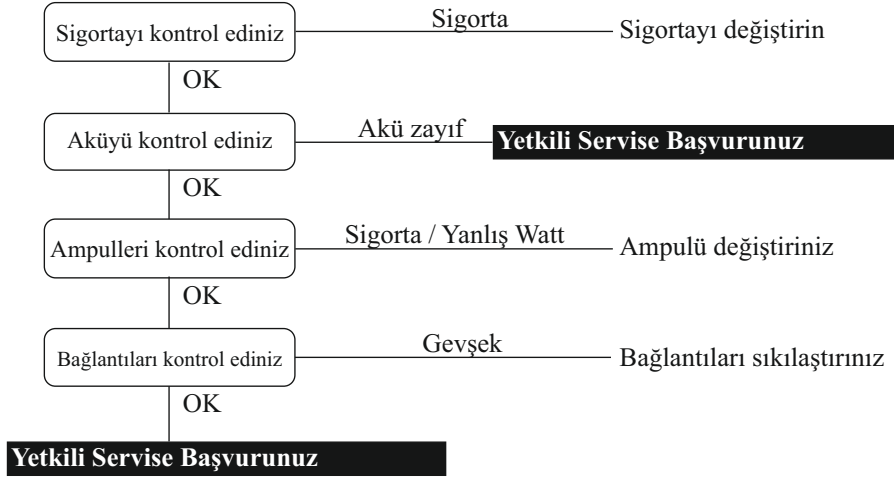 Sigortayı kontrol ediniz
Sigorta
Sigortayı değiştirin
OK
Aküyü kontrol ediniz
Akü zayıf
Yetkili Servise Başvurunuz
OK
Ampulleri kontrol ediniz
Sigorta / Yanlış Watt
Ampulü değiştiriniz
OK
Bağlantıları kontrol ediniz
Gevşek
Bağlantıları sıkılaştırınız
OK
Yetkili Servise Başvurunuz